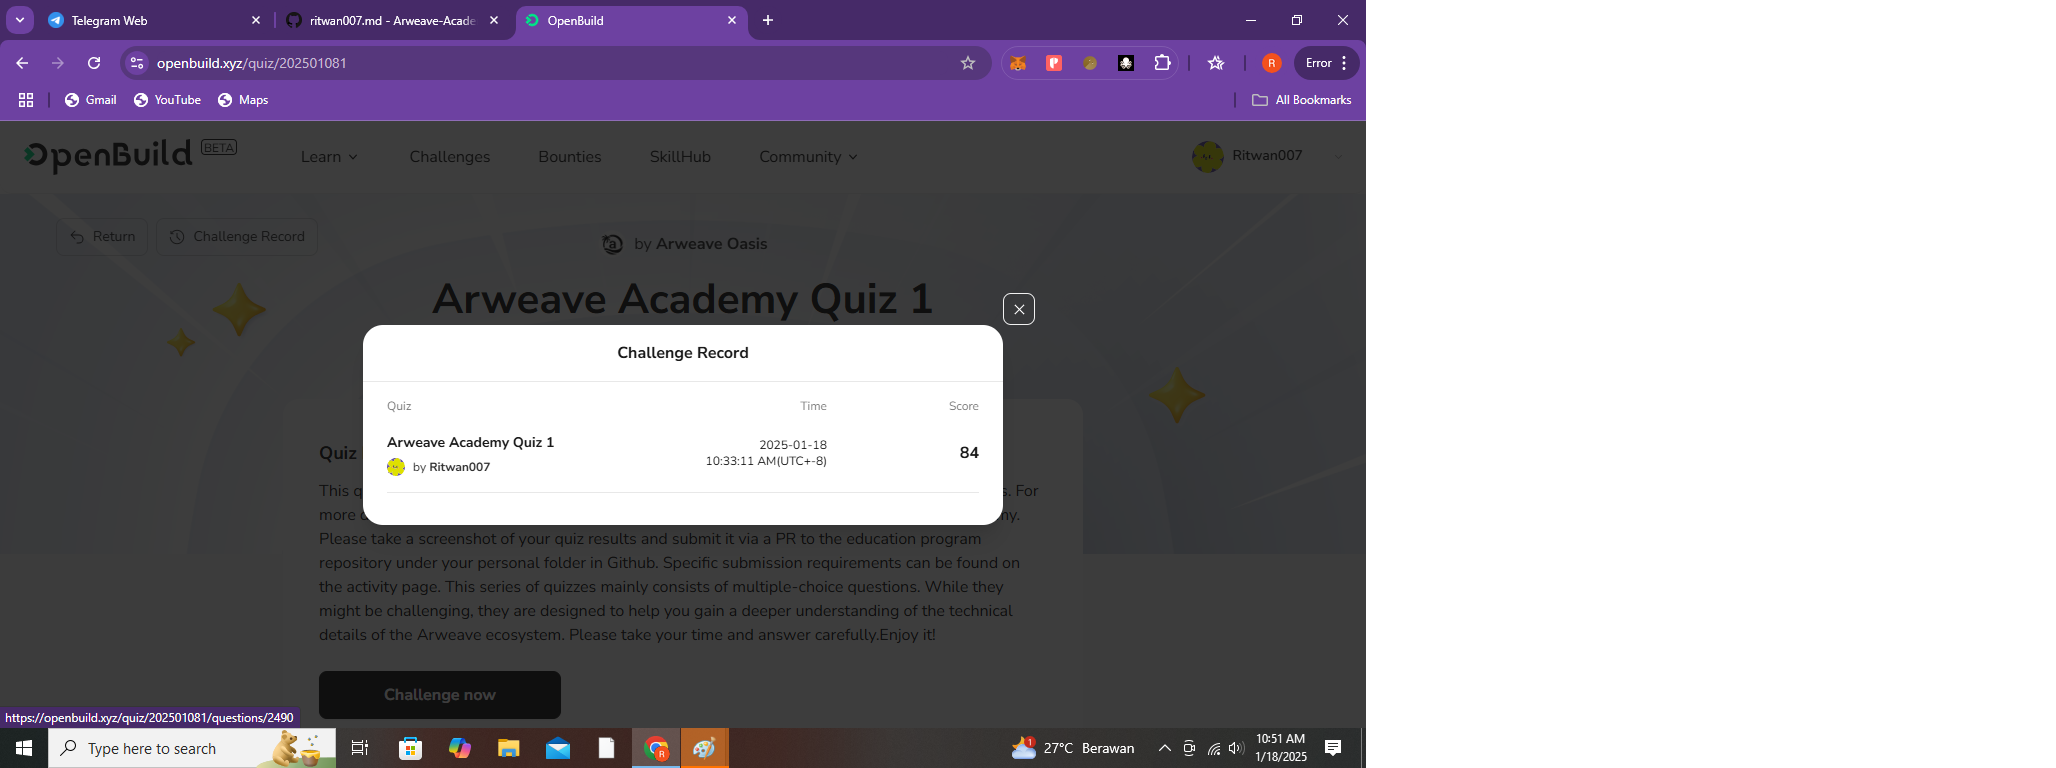 Telegram Web
ritwan007.md - Arweave-Acade
OpenBuild
openbuild.xyz/quiz/202501081
R
Error
Gmail
YouTube
Maps
All Bookmarks
OpenBuild BETA
Learn
Challenges
Bounties
SkillHub
Community
Ritwan007
Return
Challenge Record
by Arweave Oasis
Arweave Academy Quiz 1
Challenge Record
Quiz Time Score
Arweave Academy Quiz 1
by Ritwan007
2025-01-18
10:33:11 AM(UTC+-8)
84
Quiz
This q
s. For
more
my.
Please take a screenshot of your quiz results and submit it via a PR to the education program
repository under your personal folder in Github. Specific submission requirements can be found on
the activity page. This series of quizzes mainly consists of multiple-choice questions. While they
might be challenging, they are designed to help you gain a deeper understanding of the technical
details of the Arweave ecosystem. Please take your time and answer carefully.Enjoy it!
Challenge now
https://openbuild.xyz/quiz/202501081/questions/2490
Type here to search
1
27°C Berawan
10:51 AM
1/18/2025